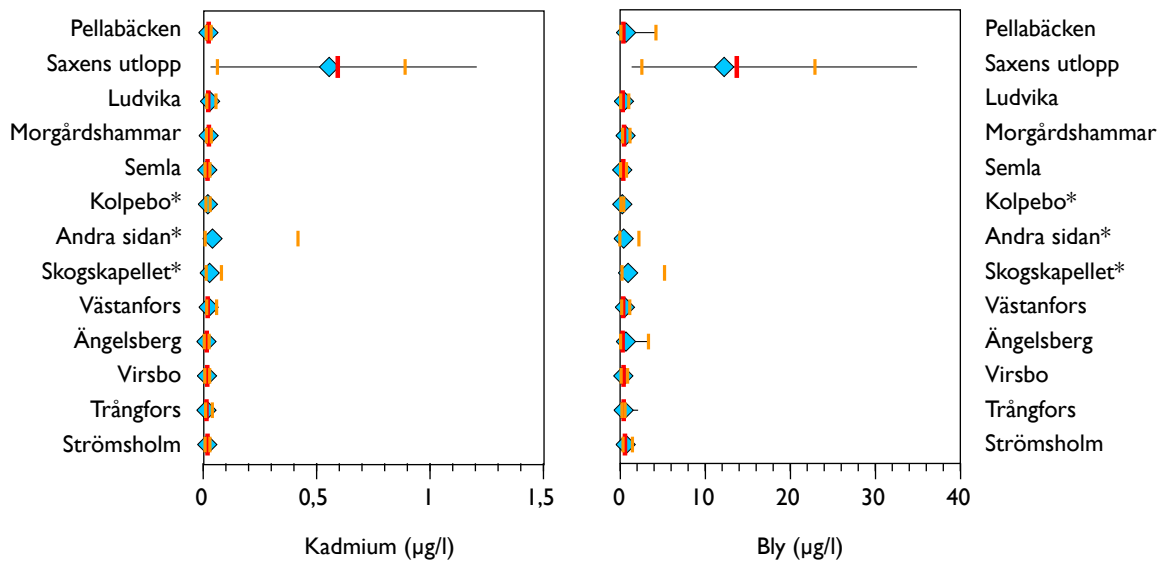 Pellabäcken
Saxens utlopp
Ludvika
Morgårdshammar
Semla
Kolpebo*
Andra sidan*
Skogskapellet*
Västanfors
Ängelsberg
Virsbo
Trångfors
Strömsholm
0 0,5 1 1,5
Kadmium (µg/l)
0 10 20 30 40
Bly (µg/l)
Pellabäcken
Saxens utlopp
Ludvika
Morgårdshammar
Semla
Kolpebo*
Andra sidan*
Skogskapellet*
Västanfors
Ängelsberg
Virsbo
Trångfors
Strömsholm